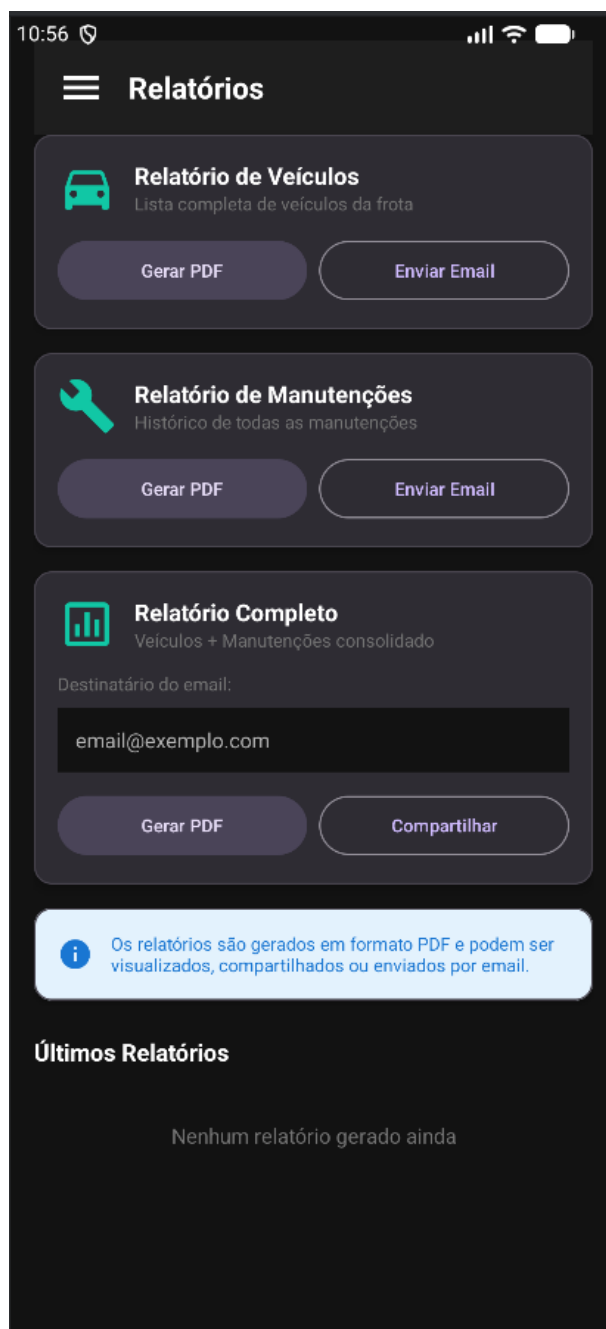 10:56
Relatórios
Relatório de Veículos
Lista completa de veículos da frota
Gerar PDF
Enviar Email
Relatório de Manutenções
Histórico de todas as manutenções
Gerar PDF
Enviar Email
Relatório Completo
Veículos + Manutenções consolidado
Destinatário do email:
email@exemplo.com
Gerar PDF
Compartilhar
Os relatórios são gerados em formato PDF e podem ser
visualizados, compartilhados ou enviados por email.
Últimos Relatórios
Nenhum relatório gerado ainda